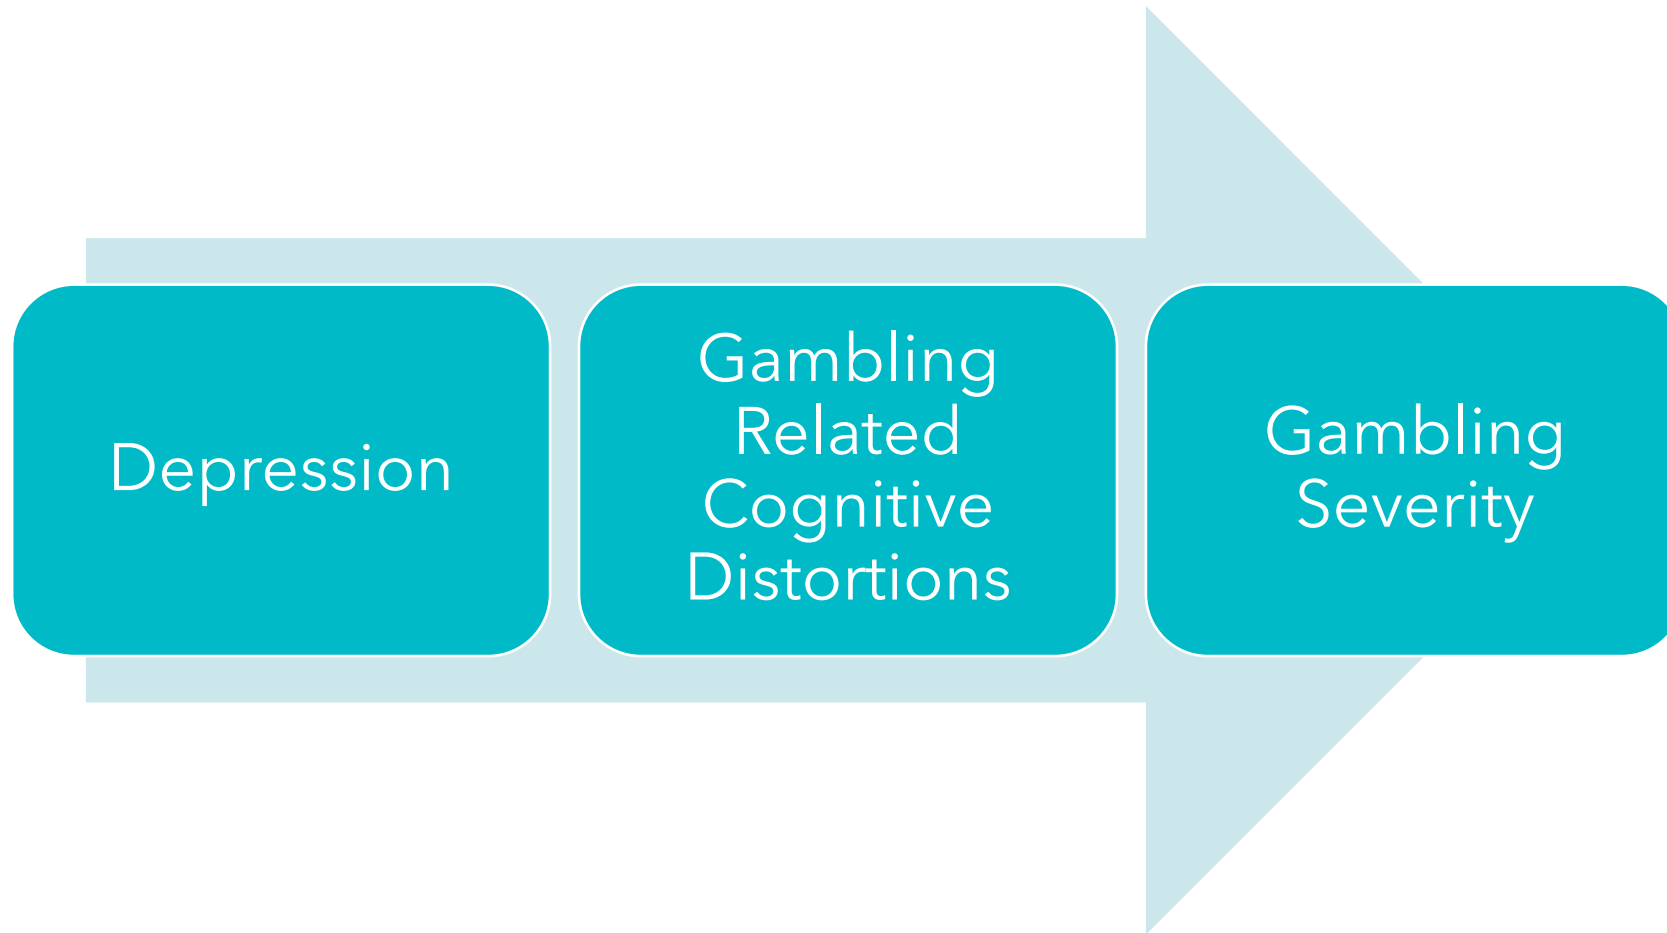 Depression
Gambling
Related
Cognitive
Distortions
Gambling
Severity